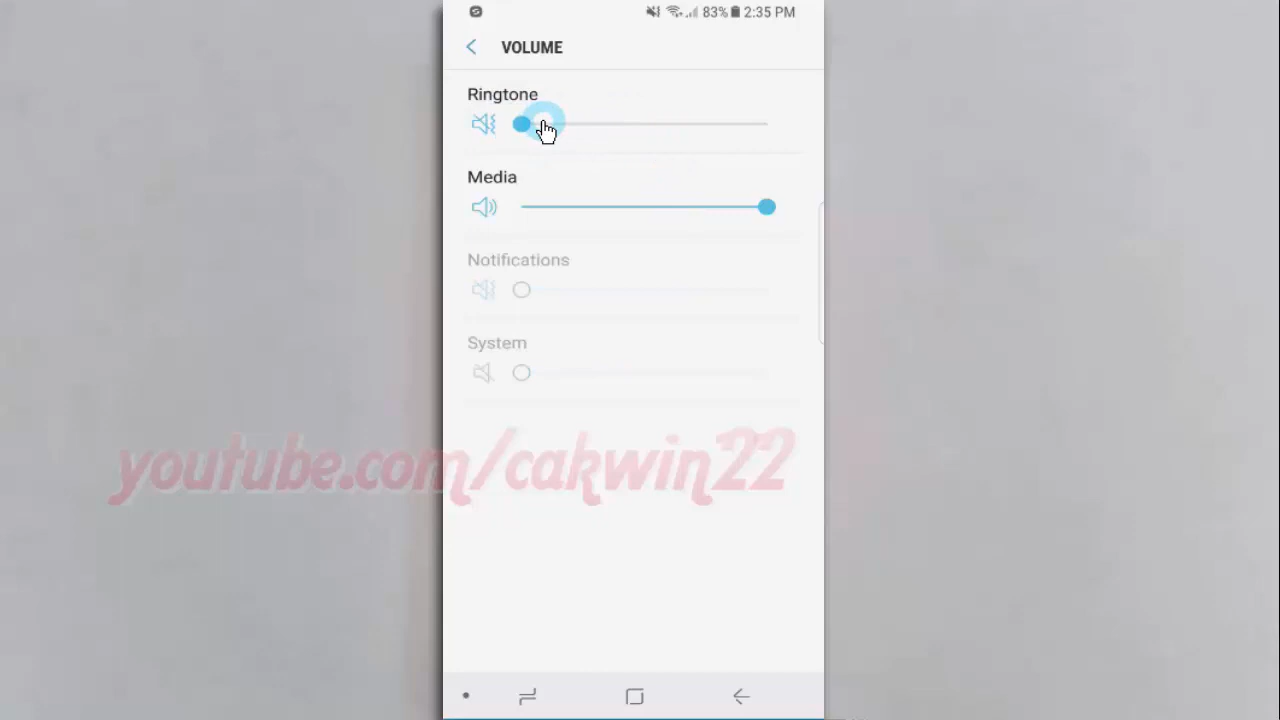 83% 2:35 PM
VOLUME
Ringtone
Media
Notifications
System
youtube.com/cakwin22